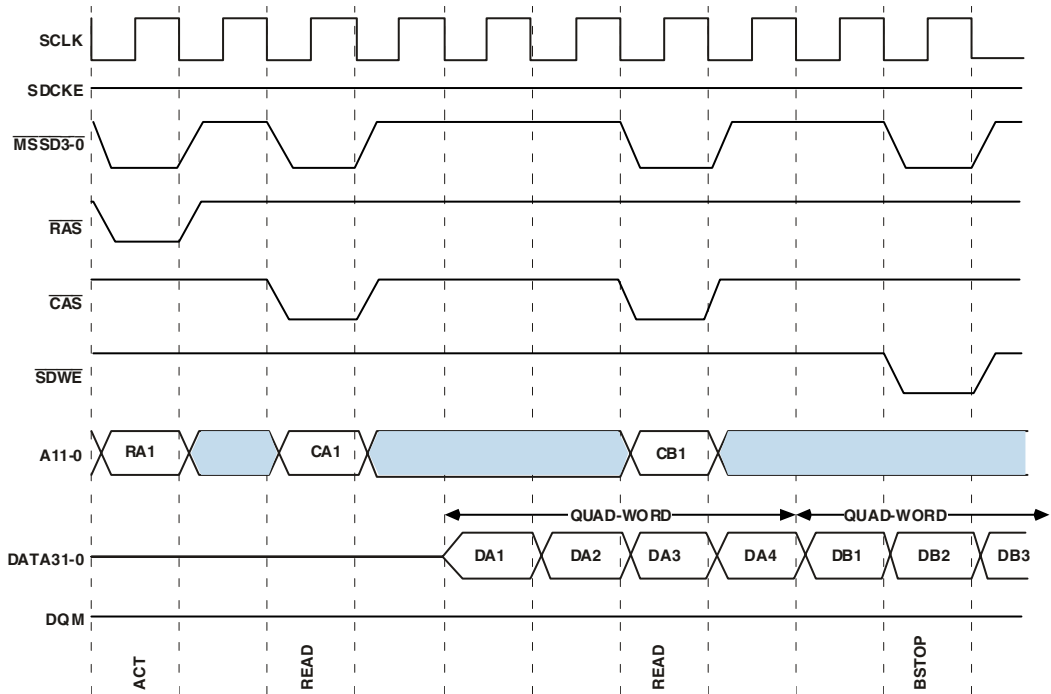 SCLK
SDCKE
MSSD3-0
RAS
CAS
SDWE
A11-0
RA1 CA1 CB1
QUAD-WORD QUAD-WORD
DATA31-0
DA1 DA2 DA3 DA4 DB1 DB2 DB3
DQM
ACT READ READ BSTOP